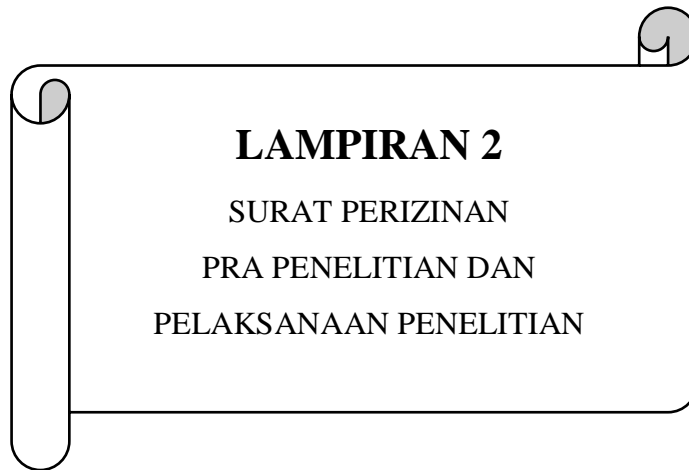 LAMPIRAN 2
SURAT PERIZINAN
PRA PENELITIAN DAN
PELAKSANAAN PENELITIAN